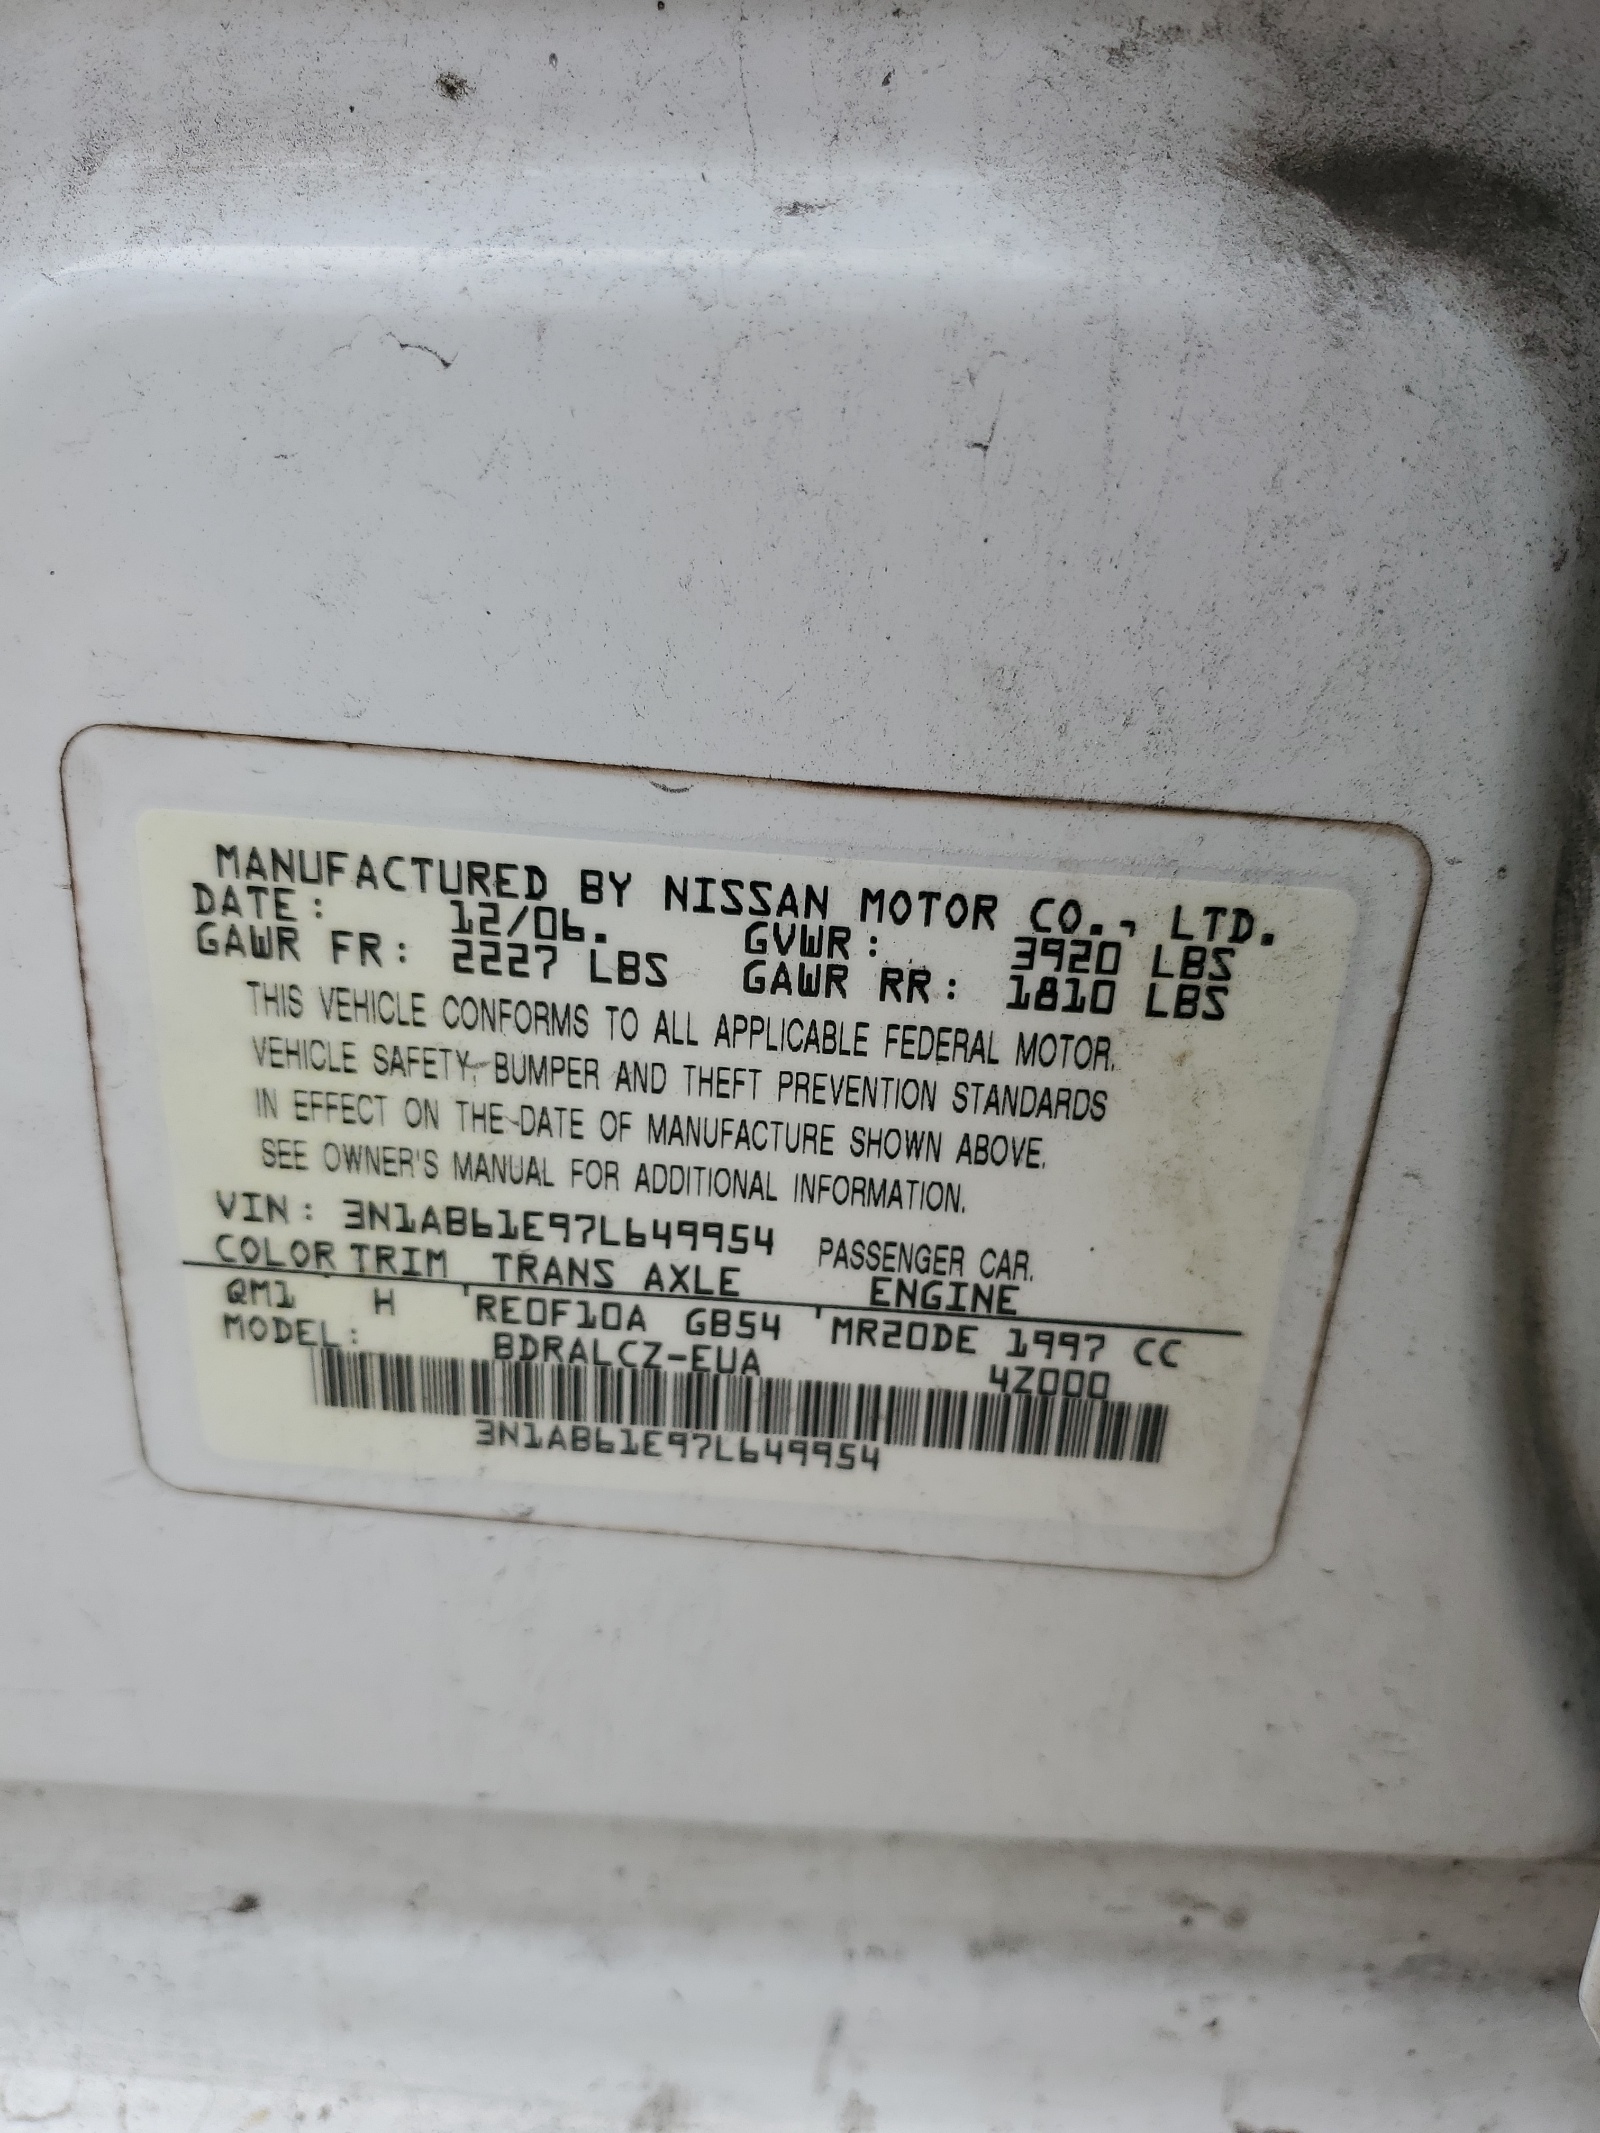 MANUFACTURED BY NISSAN MOTOR CO., LTD.
DATE: 12/06. GVWR: 3920 LBS
GAWR FR: 2227 LBS GAWR RR: 1810 LBS
THIS VEHICLE CONFORMS TO ALL APPLICABLE FEDERAL MOTOR.
VEHICLE SAFETY, BUMPER AND THEFT PREVENTION STANDARDS
IN EFFECT ON THE DATE OF MANUFACTURE SHOWN ABOVE.
SEE OWNER'S MANUAL FOR ADDITIONAL INFORMATION.
VIN: 3N1AB61E97L649954 PASSENGER CAR.
COLOR TRIM TRANS AXLE ENGINE
QM1 H RE0F10A GB54 MR20DE 1997 CC
MODEL: BDRALCZ-EUA 4Z000
3N1AB61E97L649954